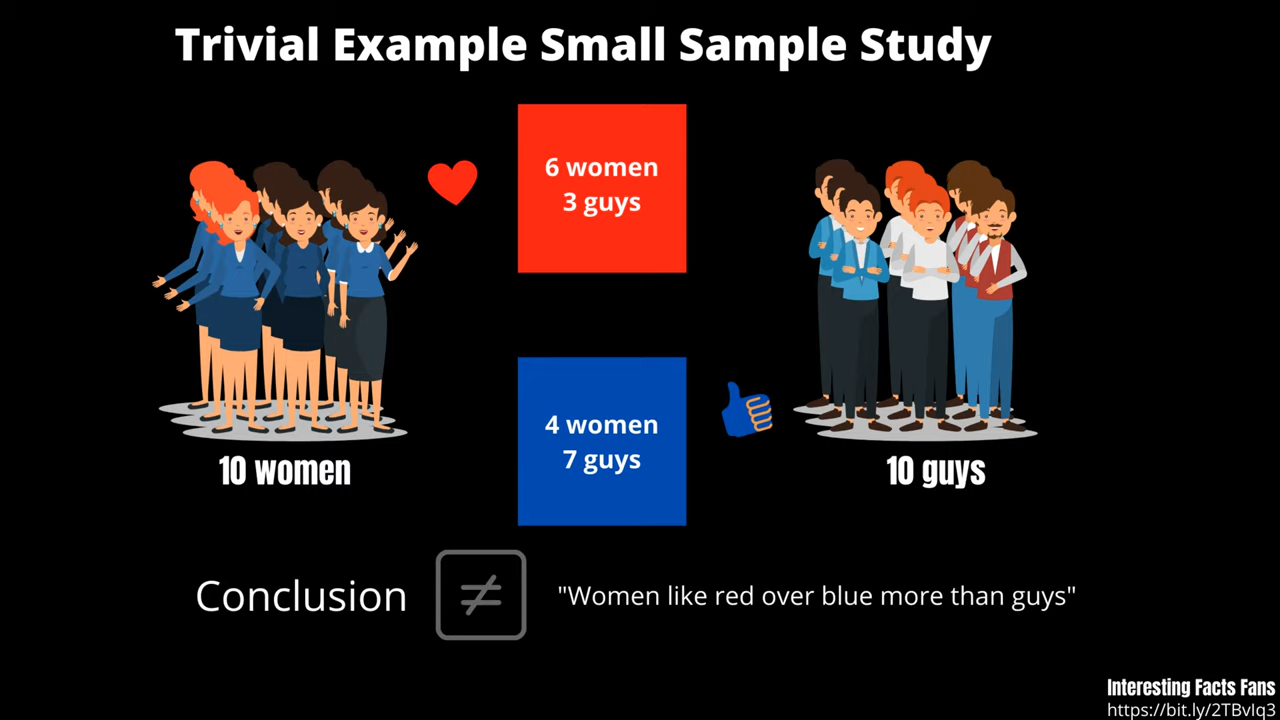 Trivial Example Small Sample Study
6 women
3 guys
4 women
7 guys
10 women
10 guys
Conclusion ≠ "Women like red over blue more than guys"
Interesting Facts Fans
https://bit.ly/2TBvIq3